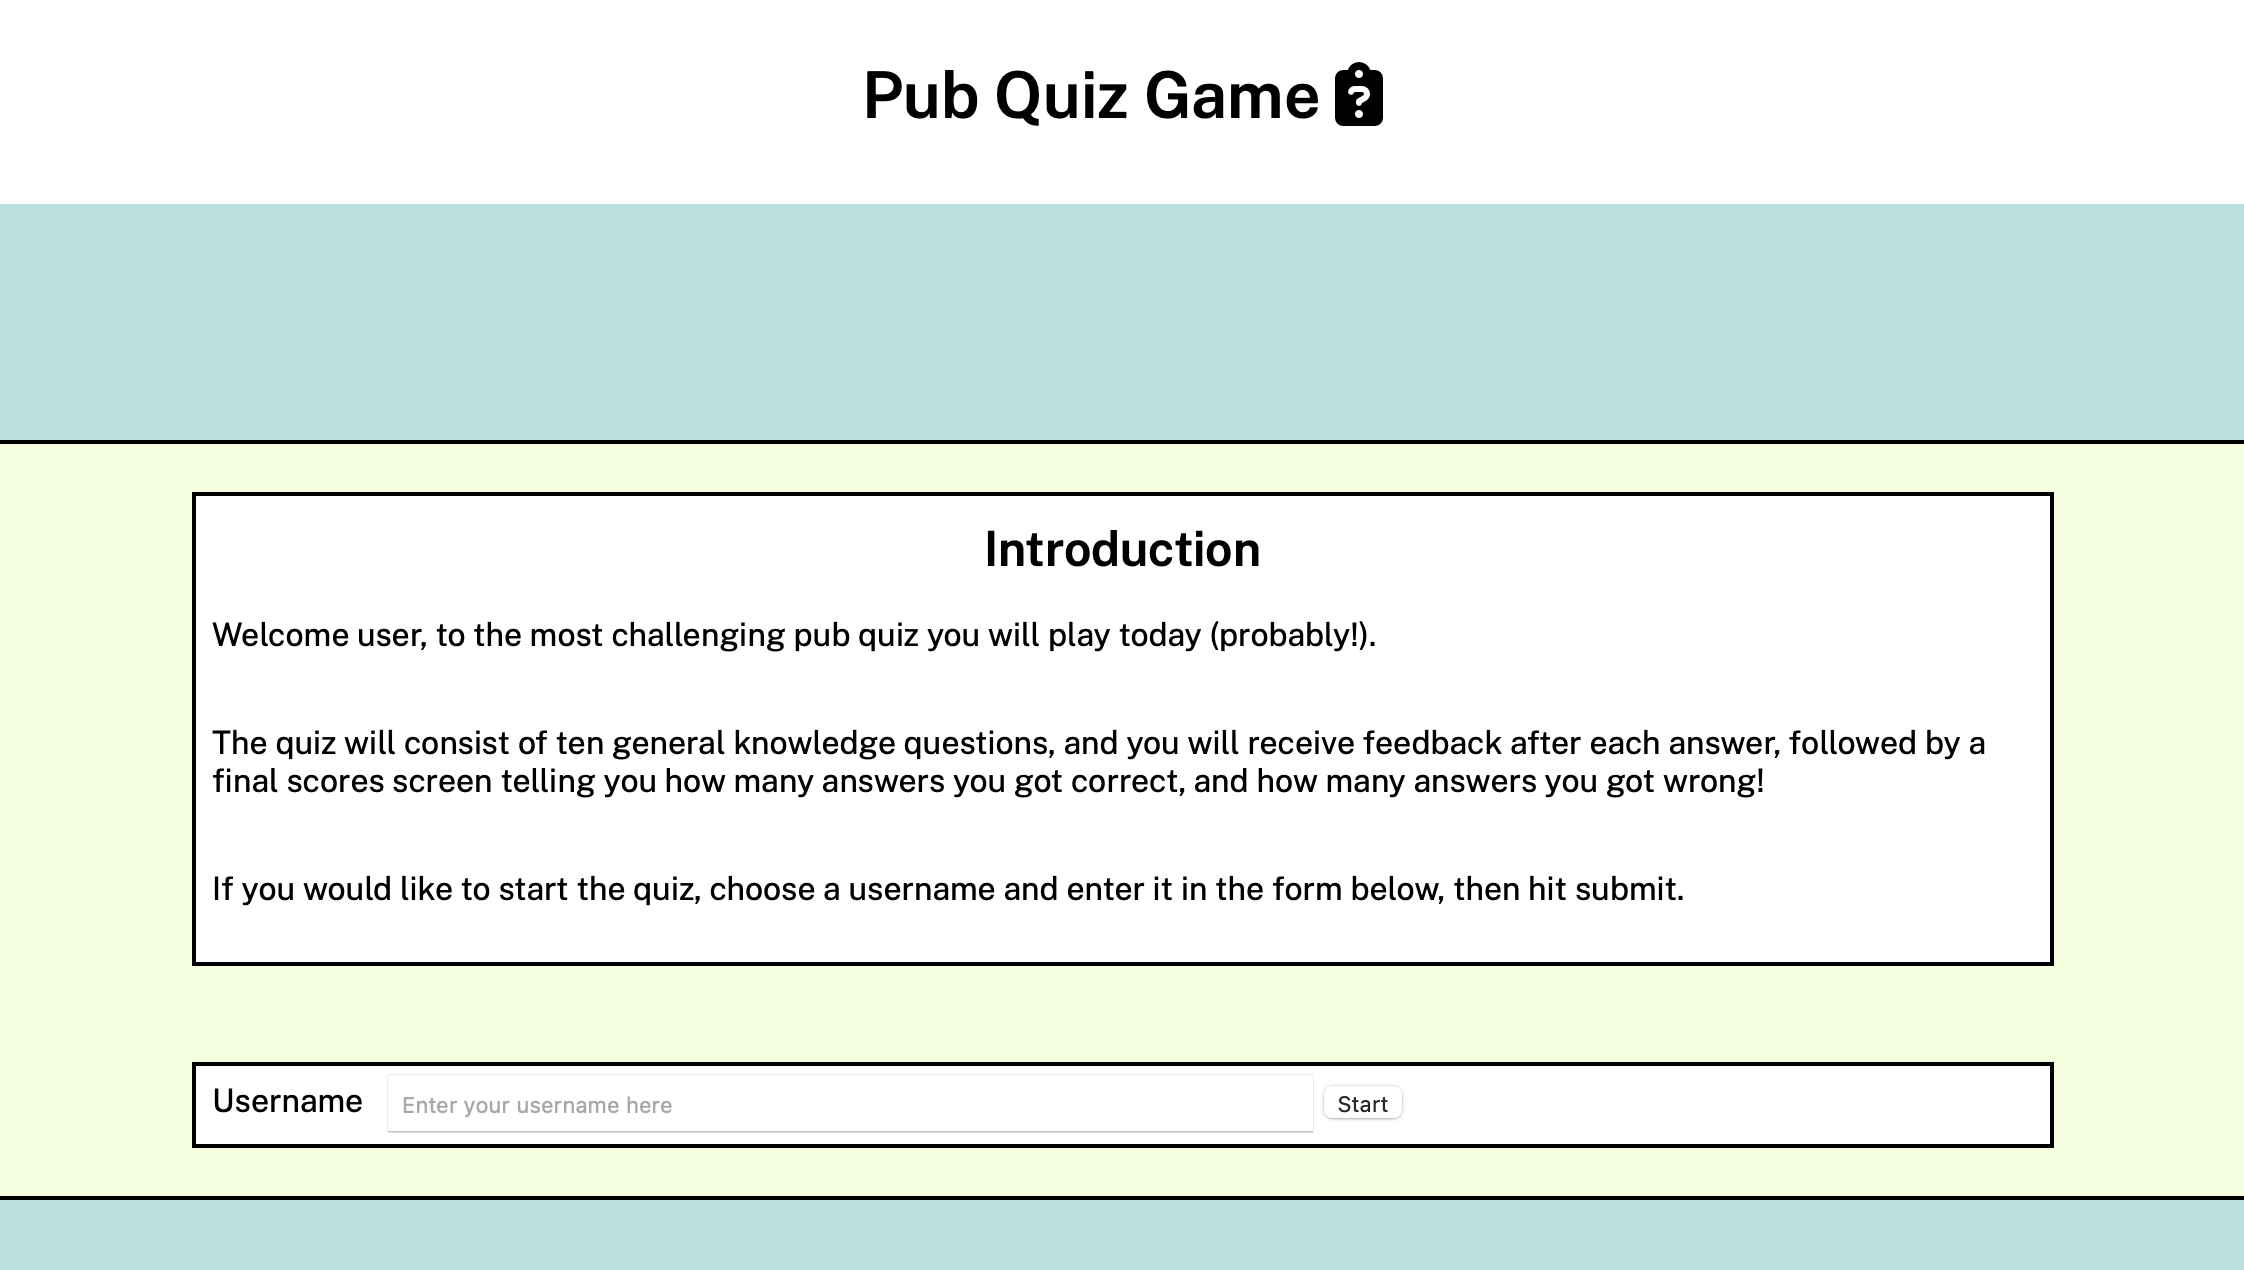 Pub Quiz Game
Introduction
Welcome user, to the most challenging pub quiz you will play today (probably!).
The quiz will consist of ten general knowledge questions, and you will receive feedback after each answer, followed by a
final scores screen telling you how many answers you got correct, and how many answers you got wrong!
If you would like to start the quiz, choose a username and enter it in the form below, then hit submit.
Username Enter your username here Start